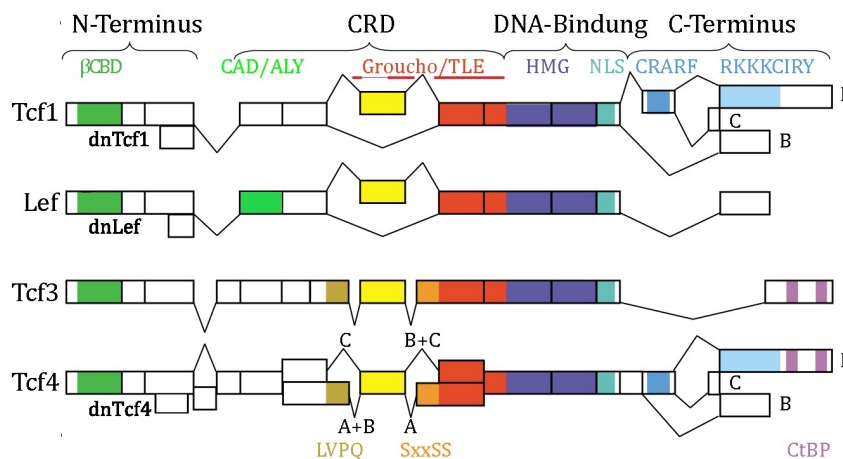 N-Terminus CRD DNA-Bindung C-Terminus
βCBD CAD/ALY Groucho/TLE HMG NLS CRARF RKKKCIRY
Tcf1
dnTcf1
C
B
Lef
dnLef
Tcf3
C B+C
Tcf4
dnTcf4
C
B
A+B A
LVPQ SxxSS CtBP